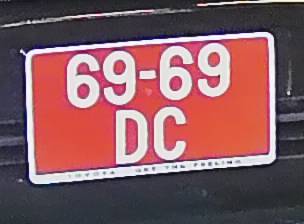 69-69
DC
TOYOTA GET THE FEELING